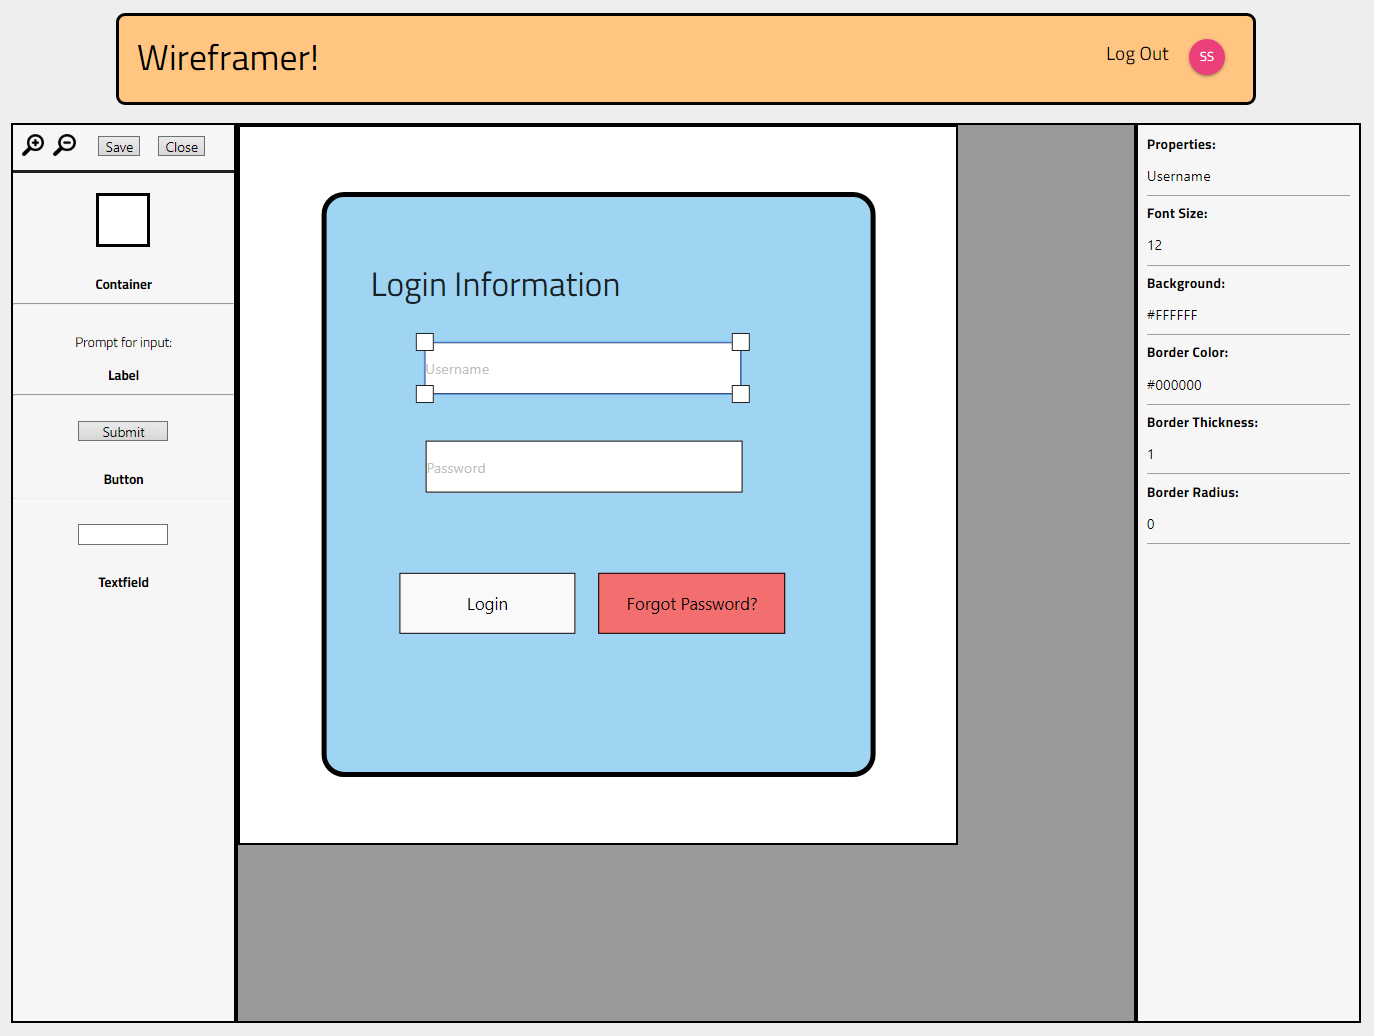 Wireframer!
Log Out
SS
Save
Close
Container
Prompt for input:
Label
Submit
Button
Textfield
Login Information
Username
Password
Login
Forgot Password?
Properties:
Username
Font Size:
12
Background:
#FFFFFF
Border Color:
#000000
Border Thickness:
1
Border Radius:
0